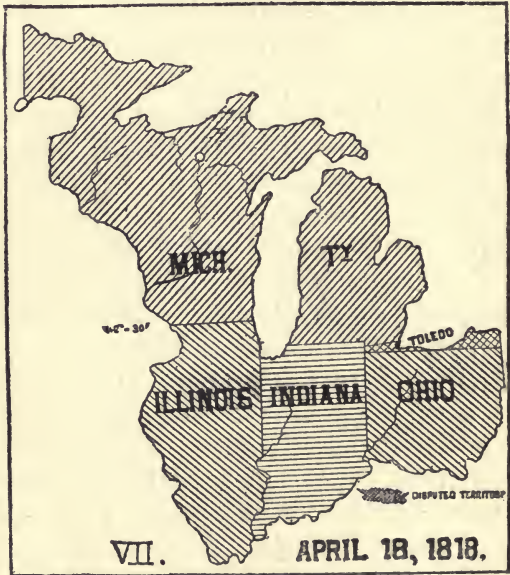 MICH. TY
42°-30'
TOLEDO
ILLINOIS INDIANA OHIO
DISPUTED TERRITORY
VII. APRIL 18, 1818.